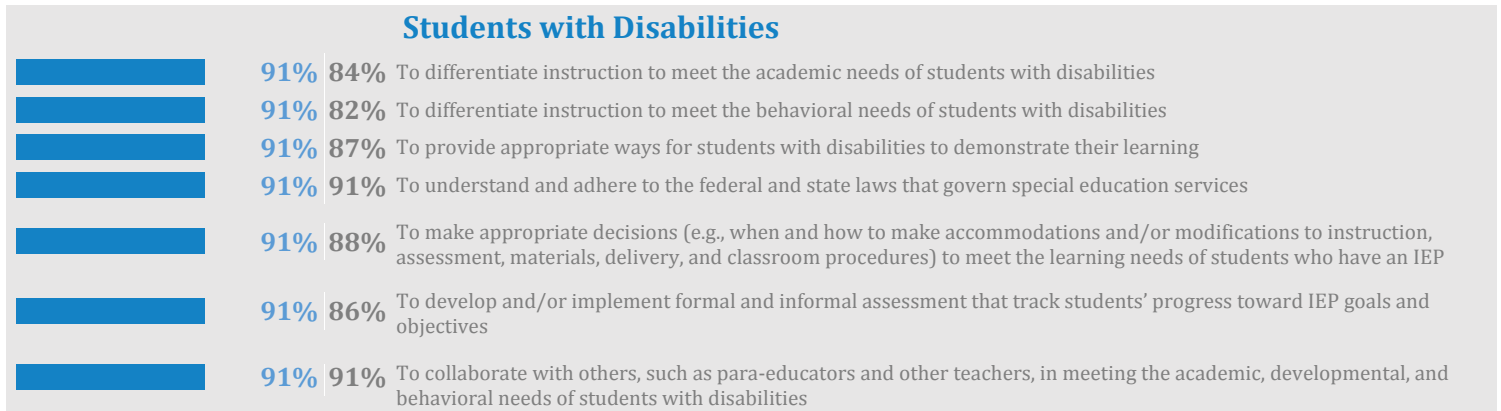 Students with Disabilities
91% 84% To differentiate instruction to meet the academic needs of students with disabilities
91% 82% To differentiate instruction to meet the behavioral needs of students with disabilities
91% 87% To provide appropriate ways for students with disabilities to demonstrate their learning
91% 91% To understand and adhere to the federal and state laws that govern special education services
91% 88% To make appropriate decisions (e.g., when and how to make accommodations and/or modifications to instruction,
assessment, materials, delivery, and classroom procedures) to meet the learning needs of students who have an IEP
91% 86% To develop and/or implement formal and informal assessment that track students’ progress toward IEP goals and
objectives
91% 91% To collaborate with others, such as para-educators and other teachers, in meeting the academic, developmental, and
behavioral needs of students with disabilities